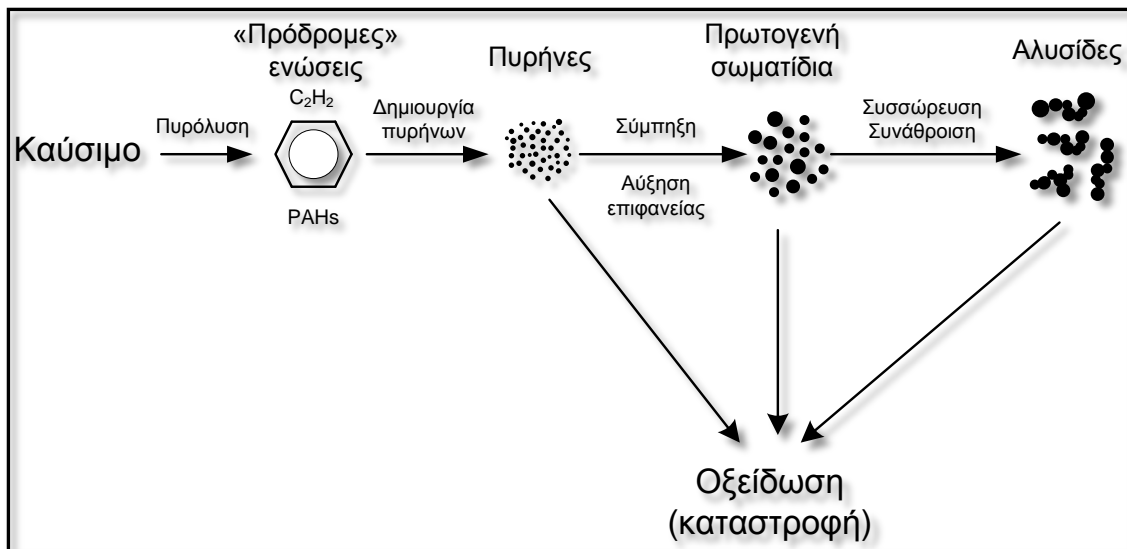 «Πρόδρομες»
ενώσεις
C₂H₂
PAHs
Πυρήνες
Πρωτογενή
σωματίδια
Αλυσίδες
Καύσιμο
Πυρόλυση
Δημιουργία
πυρήνων
Σύμπηξη
Αύξηση
επιφανείας
Συσσώρευση
Συνάθροιση
Οξείδωση
(καταστροφή)